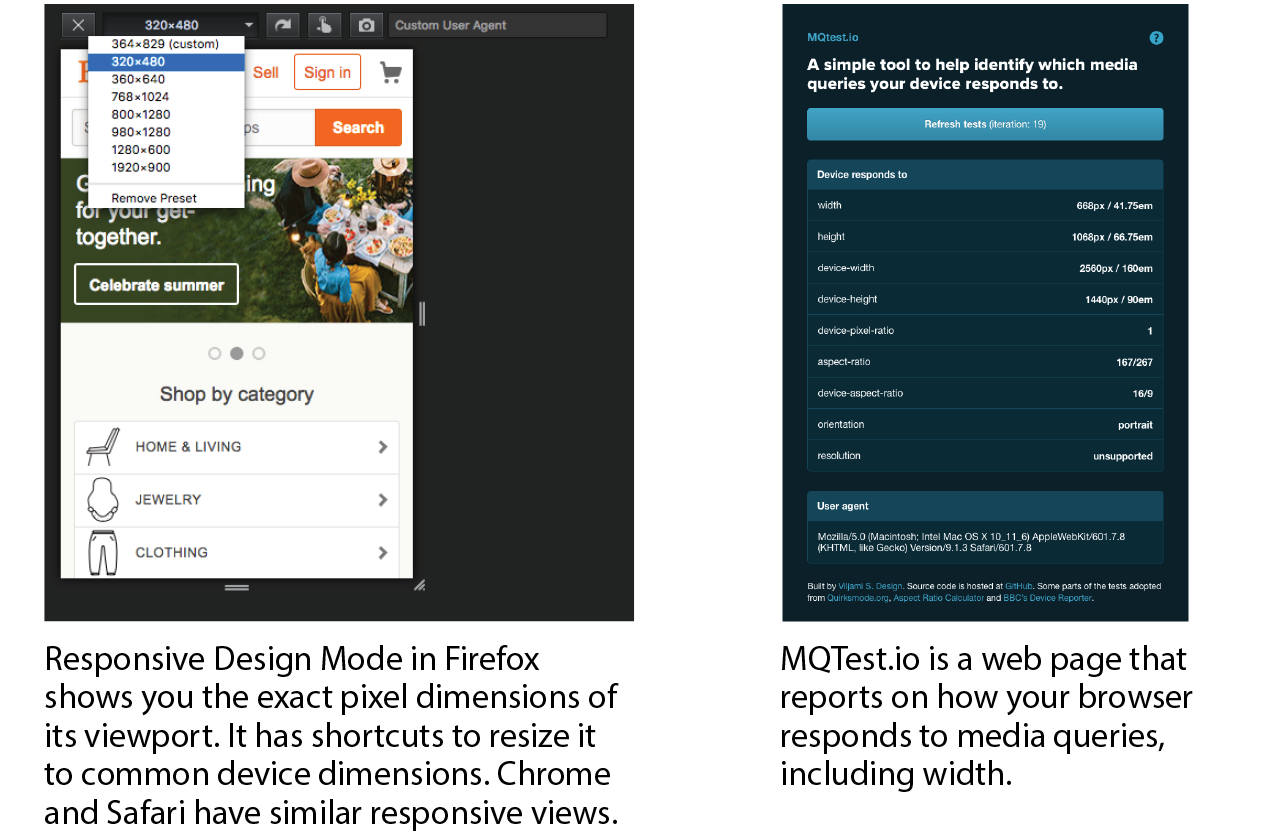 320×480
Custom User Agent
364×829 (custom)
320×480
360×640
768×1024
800×1280
980×1280
1280×600
1920×900
Remove Preset
Sell
Sign in
Search
for your get-
together.
Celebrate summer
Shop by category
HOME & LIVING
JEWELRY
CLOTHING
Responsive Design Mode in Firefox
shows you the exact pixel dimensions of
its viewport. It has shortcuts to resize it
to common device dimensions. Chrome
and Safari have similar responsive views.
MQtest.io
?
A simple tool to help identify which media
queries your device responds to.
Refresh tests (iteration: 19)
Device responds to
width 668px / 41.75em
height 1068px / 66.75em
device-width 2560px / 160em
device-height 1440px / 90em
device-pixel-ratio 1
aspect-ratio 167/267
device-aspect-ratio 16/9
orientation portrait
resolution unsupported
User agent
Mozilla/5.0 (Macintosh; Intel Mac OS X 10_11_6) AppleWebKit/601.7.8
(KHTML, like Gecko) Version/9.1.3 Safari/601.7.8
Built by Viljami S. Design. Source code is hosted at GitHub. Some parts of the tests adopted
from Quirksmode.org, Aspect Ratio Calculator and BBC's Device Reporter.
MQTest.io is a web page that
reports on how your browser
responds to media queries,
including width.